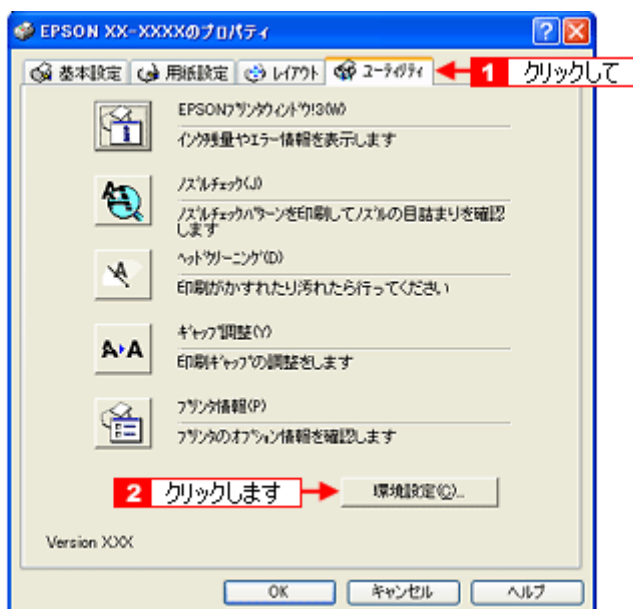 EPSON XX-XXXXのプロパティ
基本設定 用紙設定 レイアウト ユーティリティ 1 クリックして
EPSONプリンタウィンドウ!3(W)
インク残量やエラー情報を表示します
ノズルチェック(J)
ノズルチェックパターンを印刷してノズルの目詰まりを確認
します
ヘッドクリーニング(D)
印刷がかすれたり汚れたら行ってください
ギャップ調整(Y)
印刷ギャップの調整をします
プリンタ情報(P)
プリンタのオプション情報を確認します
2 クリックします 環境設定(C)...
Version XXX
OK キャンセル ヘルプ